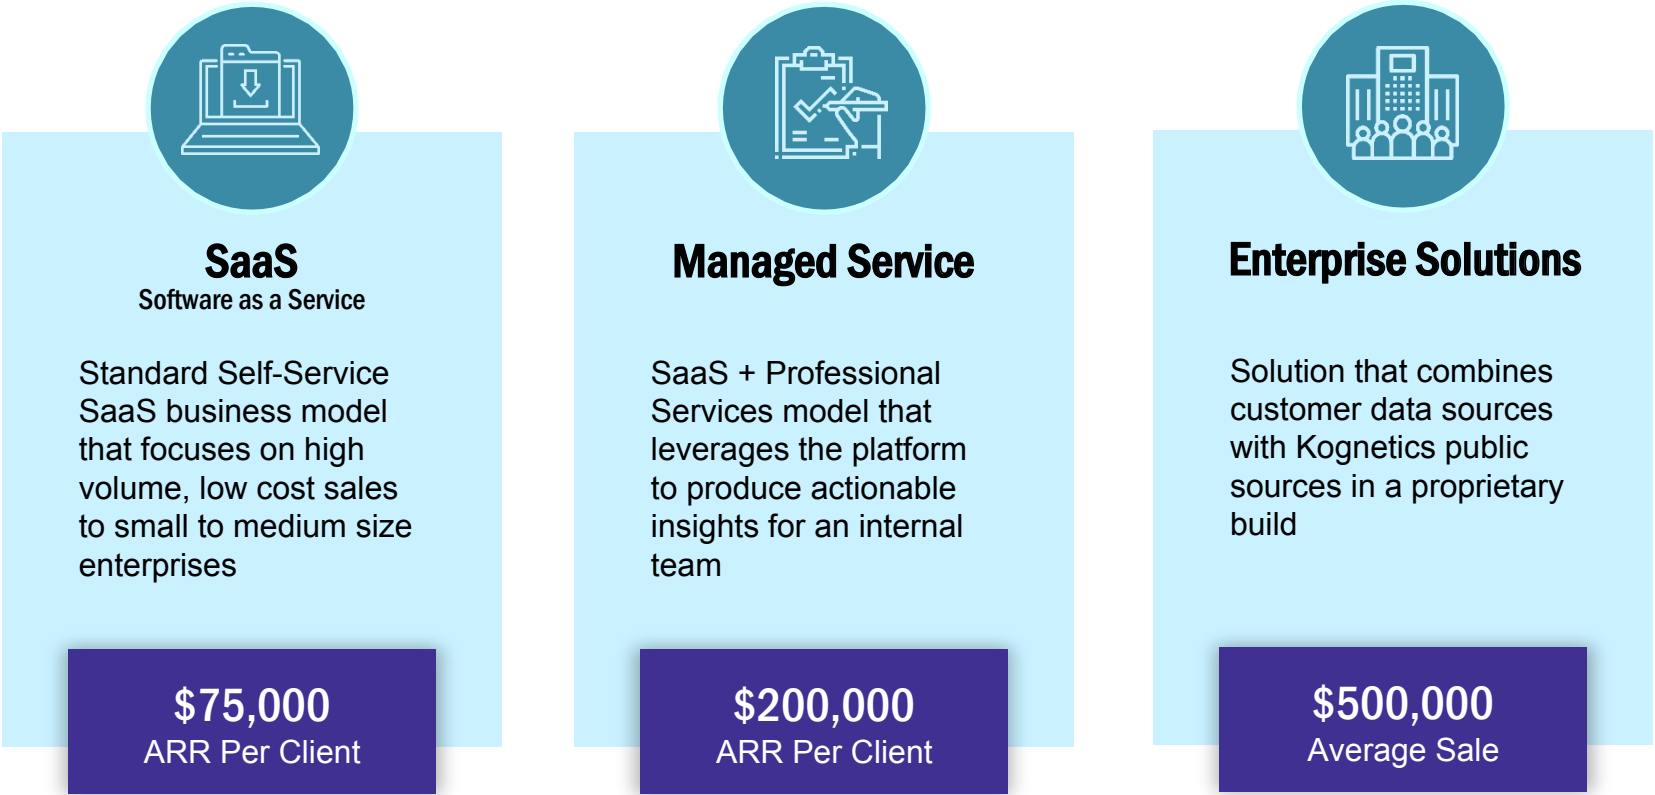 SaaS
Software as a Service
Standard Self-Service
SaaS business model
that focuses on high
volume, low cost sales
to small to medium size
enterprises
$75,000
ARR Per Client
Managed Service
SaaS + Professional
Services model that
leverages the platform
to produce actionable
insights for an internal
team
$200,000
ARR Per Client
Enterprise Solutions
Solution that combines
customer data sources
with Kognetics public
sources in a proprietary
build
$500,000
Average Sale